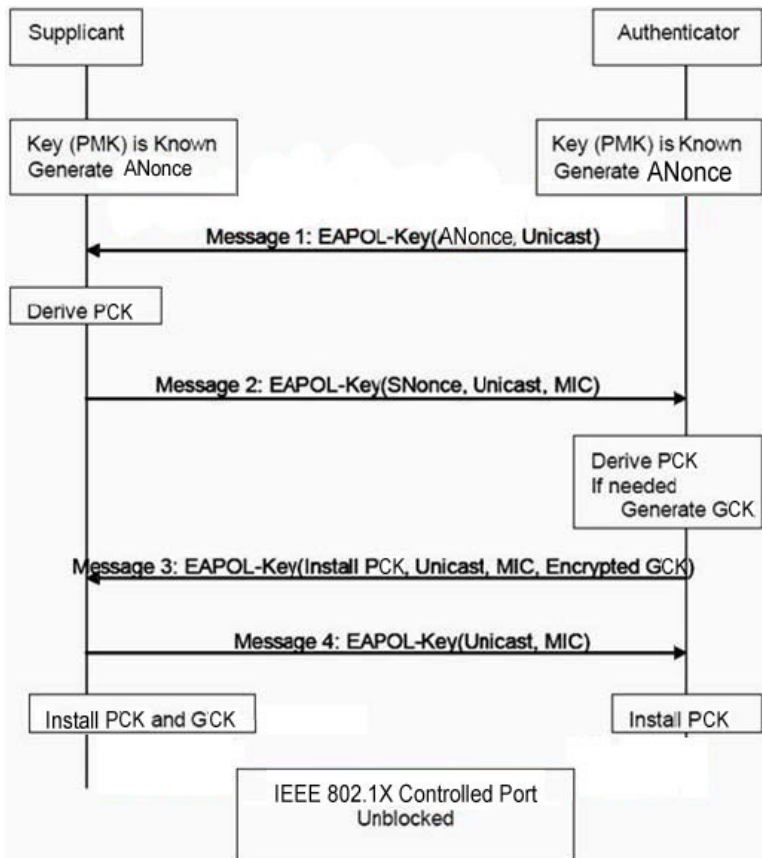 Supplicant
Authenticator
Key (PMK) is Known
Generate ANonce
Key (PMK) is Known
Generate ANonce
Message 1: EAPOL-Key(ANonce, Unicast)
Derive PCK
Message 2: EAPOL-Key(SNonce, Unicast, MIC)
Derive PCK
If needed
Generate GCK
Message 3: EAPOL-Key(Install PCK, Unicast, MIC, Encrypted GCK)
Message 4: EAPOL-Key(Unicast, MIC)
Install PCK and GCK
Install PCK
IEEE 802.1X Controlled Port
Unblocked